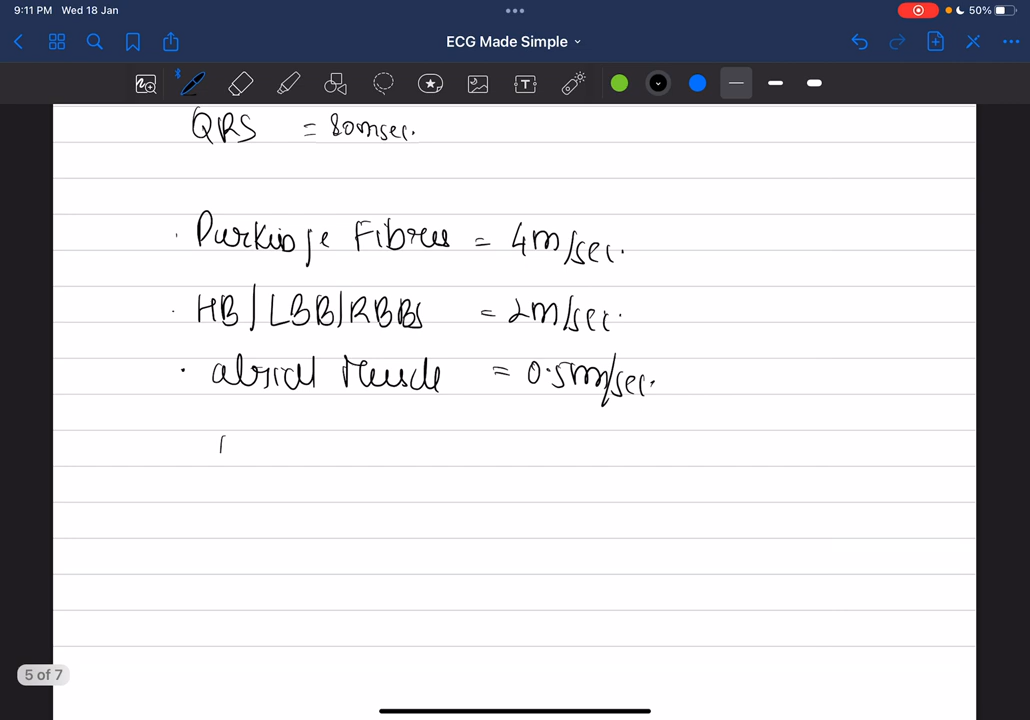 9:11 PM Wed 18 Jan
50%
ECG Made Simple
QRS = 80msec.
· Purkinje Fibres = 4m/sec.
· HB/LBB/RBBs = 2m/sec.
· atrial Muscle = 0.5m/sec.
5 of 7